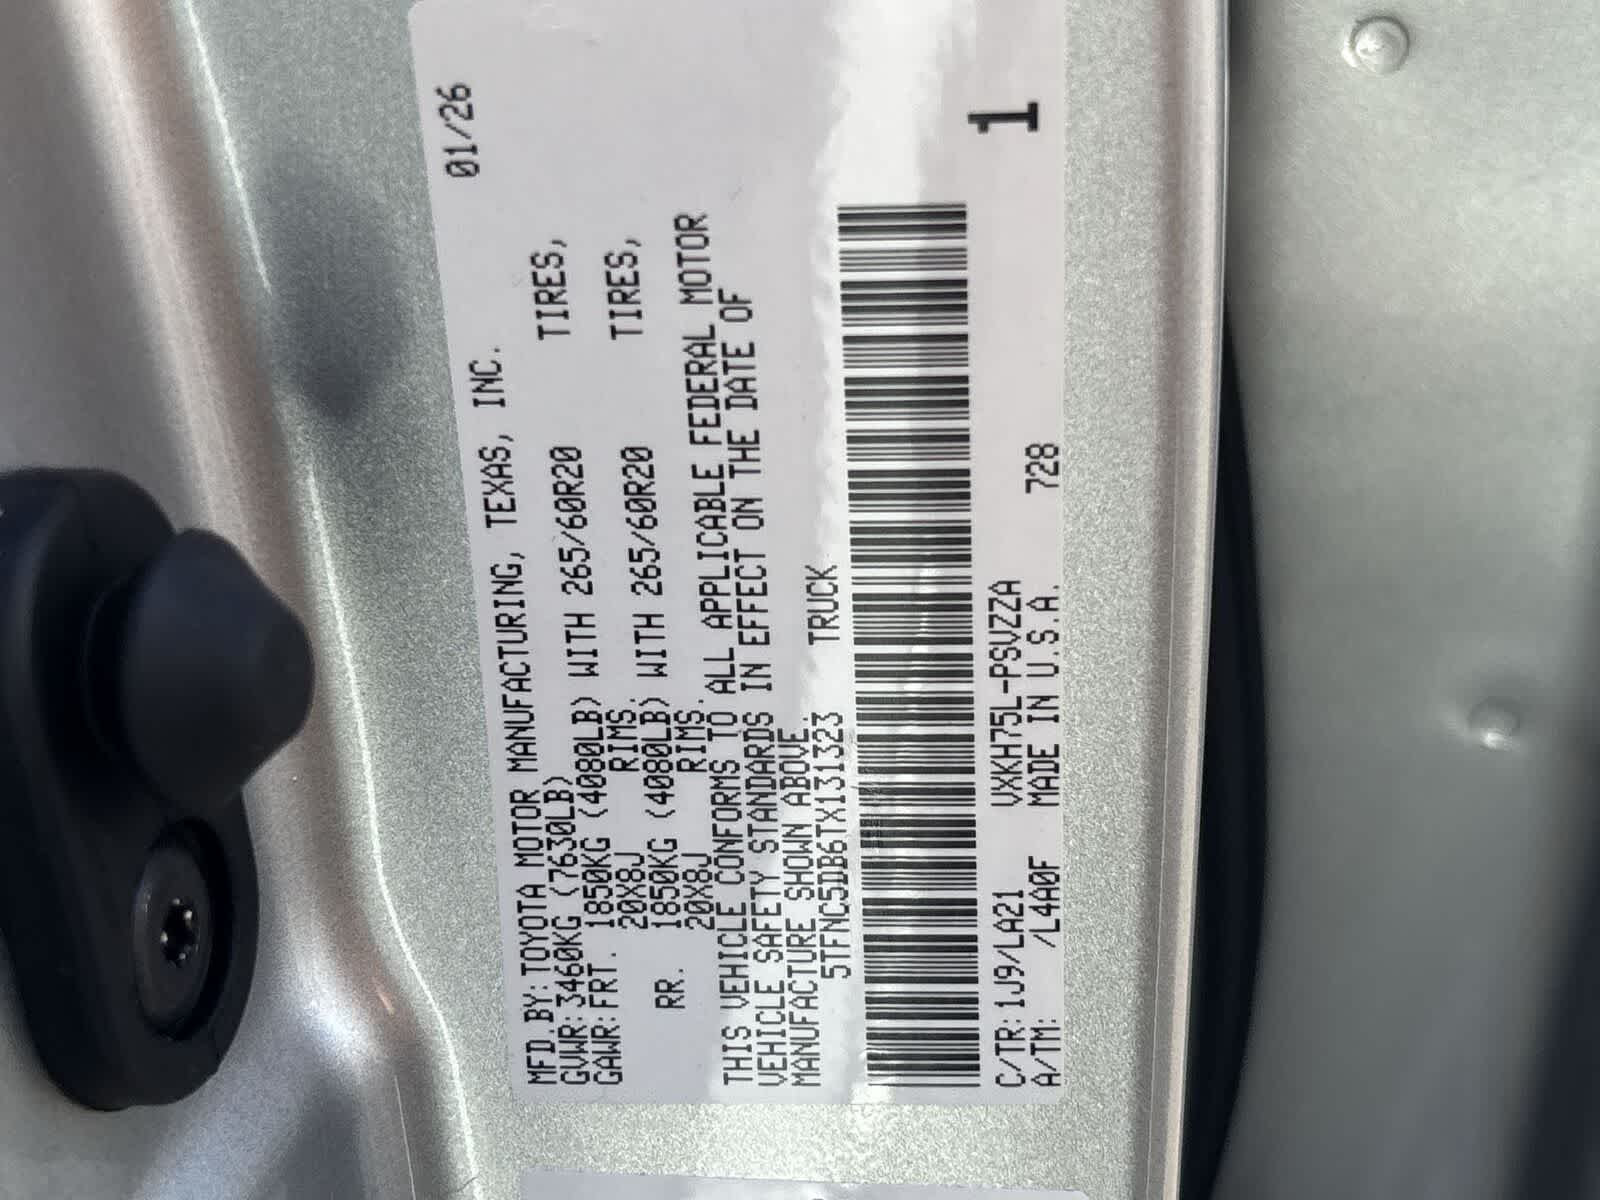 01/26
MFD.BY:TOYOTA MOTOR MANUFACTURING, TEXAS, INC.
GVWR:3460KG (7630LB)
GAWR:FRT. 1850KG (4080LB) WITH 265/60R20 TIRES,
20X8J RIMS.
RR. 1850KG (4080LB) WITH 265/60R20 TIRES,
20X8J RIMS.
THIS VEHICLE CONFORMS TO ALL APPLICABLE FEDERAL MOTOR
VEHICLE SAFETY STANDARDS IN EFFECT ON THE DATE OF
MANUFACTURE SHOWN ABOVE.
5TFNC5DB6TX131323 TRUCK
1
C/TR:1J9/LA21 VXKH75L-PSVZZA
A/TM: /L4A0F MADE IN U.S.A. 728